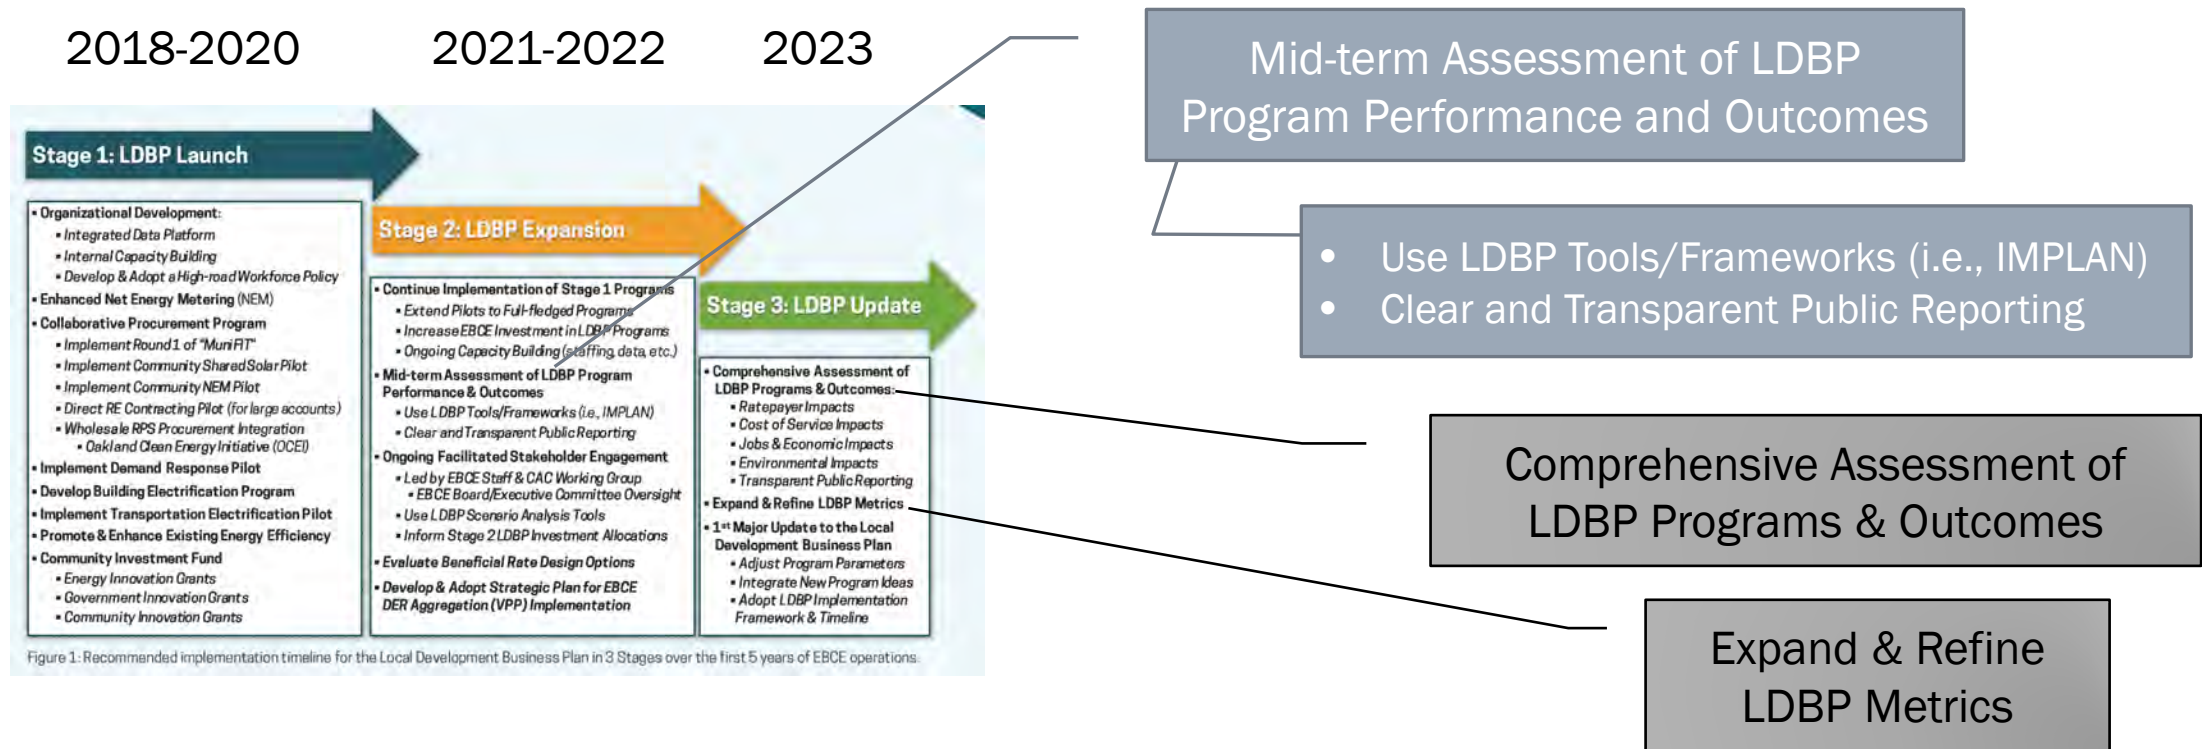 2018-2020
2021-2022
2023
Stage 1: LDBP Launch
▪ Organizational Development:
▪ Integrated Data Platform
▪ Internal Capacity Building
▪ Develop & Adopt a High-road Workforce Policy
▪ Enhanced Net Energy Metering (NEM)
▪ Collaborative Procurement Program
▪ Implement Round 1 of "MuniFIT"
▪ Implement Community Shared Solar Pilot
▪ Implement Community NEM Pilot
▪ Direct RE Contracting Pilot (for large accounts)
▪ Wholesale RPS Procurement Integration
▪ Oakland Clean Energy Initiative (OCEI)
▪ Implement Demand Response Pilot
▪ Develop Building Electrification Program
▪ Implement Transportation Electrification Pilot
▪ Promote & Enhance Existing Energy Efficiency
▪ Community Investment Fund
▪ Energy Innovation Grants
▪ Government Innovation Grants
▪ Community Innovation Grants
Stage 2: LDBP Expansion
▪ Continue Implementation of Stage 1 Programs
▪ Extend Pilots to Full-fledged Programs
▪ Increase EBCE Investment in LDBP Programs
▪ Ongoing Capacity Building (staffing, data, etc.)
▪ Mid-term Assessment of LDBP Program
Performance & Outcomes
▪ Use LDBP Tools/Frameworks (i.e., IMPLAN)
▪ Clear and Transparent Public Reporting
▪ Ongoing Facilitated Stakeholder Engagement
▪ Led by EBCE Staff & CAC Working Group
▪ EBCE Board/Executive Committee Oversight
▪ Use LDBP Scenario Analysis Tools
▪ Inform Stage 2 LDBP Investment Allocations
▪ Evaluate Beneficial Rate Design Options
▪ Develop & Adopt Strategic Plan for EBCE
DER Aggregation (VPP) Implementation
Stage 3: LDBP Update
▪ Comprehensive Assessment of
LDBP Programs & Outcomes:
▪ Ratepayer Impacts
▪ Cost of Service Impacts
▪ Jobs & Economic Impacts
▪ Environmental Impacts
▪ Transparent Public Reporting
▪ Expand & Refine LDBP Metrics
▪ 1st Major Update to the Local
Development Business Plan
▪ Adjust Program Parameters
▪ Integrate New Program Ideas
▪ Adopt LDBP Implementation
Framework & Timeline
Figure 1: Recommended implementation timeline for the Local Development Business Plan in 3 Stages over the first 5 years of EBCE operations.
Mid-term Assessment of LDBP
Program Performance and Outcomes
• Use LDBP Tools/Frameworks (i.e., IMPLAN)
• Clear and Transparent Public Reporting
Comprehensive Assessment of
LDBP Programs & Outcomes
Expand & Refine
LDBP Metrics